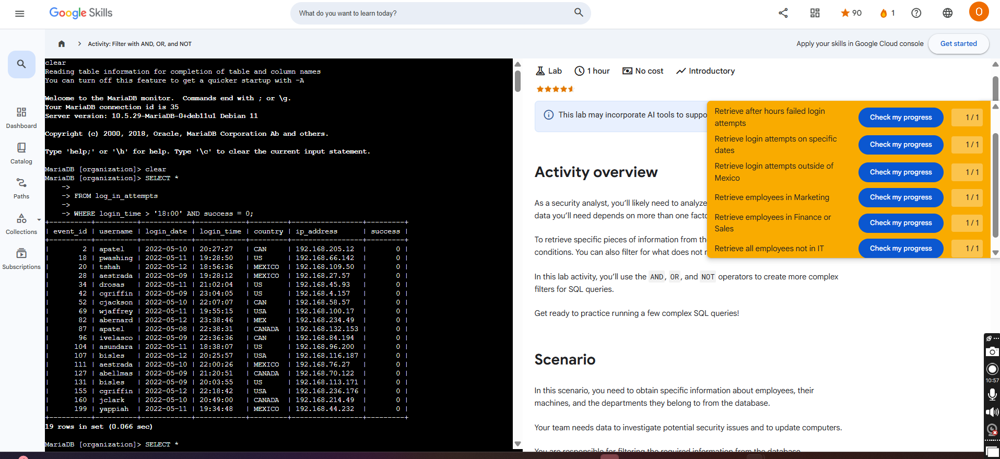 Google Skills
What do you want to learn today?
90
1
O
Activity: Filter with AND, OR, and NOT
Apply your skills in Google Cloud console
Get started
Dashboard
Catalog
Paths
Collections
Subscriptions
clear
Reading table information for completion of table and column names
You can turn off this feature to get a quicker startup with -A
Welcome to the MariaDB monitor.  Commands end with ; or \g.
Your MariaDB connection id is 35
Server version: 10.5.29-MariaDB-0+deb11u1 Debian 11
Copyright (c) 2000, 2018, Oracle, MariaDB Corporation Ab and others.
Type 'help;' or '\h' for help. Type '\c' to clear the current input statement.
MariaDB [organization]> clear
MariaDB [organization]> SELECT *
    ->
    -> FROM log_in_attempts
    ->
    -> WHERE login_time > '18:00' AND success = 0;
+----------+----------+------------+------------+---------+-----------------+---------+
| event_id | username | login_date | login_time | country | ip_address      | success |
+----------+----------+------------+------------+---------+-----------------+---------+
|        2 | apatel   | 2022-05-10 | 20:27:27   | CAN     | 192.168.205.12  |       0 |
|       18 | pwashing | 2022-05-11 | 19:28:50   | US      | 192.168.66.142  |       0 |
|       20 | tshah    | 2022-05-12 | 18:56:36   | MEXICO  | 192.168.109.50  |       0 |
|       28 | aestrada | 2022-05-09 | 19:28:12   | MEXICO  | 192.168.27.57   |       0 |
|       34 | drosas   | 2022-05-11 | 21:02:04   | US      | 192.168.45.93   |       0 |
|       42 | cgriffin | 2022-05-09 | 23:04:05   | US      | 192.168.4.157   |       0 |
|       52 | cjackson | 2022-05-10 | 22:07:07   | CAN     | 192.168.58.57   |       0 |
|       69 | wjaffrey | 2022-05-11 | 19:55:15   | USA     | 192.168.100.17  |       0 |
|       82 | abernard | 2022-05-12 | 23:38:46   | MEX     | 192.168.234.49  |       0 |
|       87 | apatel   | 2022-05-08 | 22:38:31   | CANADA  | 192.168.132.153 |       0 |
|       96 | ivelasco | 2022-05-09 | 22:36:36   | CAN     | 192.168.84.194  |       0 |
|      104 | asundara | 2022-05-11 | 18:38:07   | US      | 192.168.96.200  |       0 |
|      107 | bisles   | 2022-05-12 | 20:25:57   | USA     | 192.168.116.187 |       0 |
|      111 | aestrada | 2022-05-10 | 22:00:26   | MEXICO  | 192.168.76.27   |       0 |
|      127 | abellmas | 2022-05-09 | 21:20:51   | CANADA  | 192.168.70.122  |       0 |
|      131 | bisles   | 2022-05-09 | 20:03:55   | US      | 192.168.113.171 |       0 |
|      155 | cgriffin | 2022-05-12 | 22:18:42   | USA     | 192.168.236.176 |       0 |
|      160 | jclark   | 2022-05-10 | 20:49:00   | CANADA  | 192.168.214.49  |       0 |
|      199 | yappiah  | 2022-05-11 | 19:34:48   | MEXICO  | 192.168.44.232  |       0 |
+----------+----------+------------+------------+---------+-----------------+---------+
19 rows in set (0.066 sec)
MariaDB [organization]> SELECT *
Lab
1 hour
No cost
Introductory
This lab may incorporate AI tools to suppo
Retrieve after hours failed login
attempts
Check my progress
1 / 1
Retrieve login attempts on specific
dates
Check my progress
1 / 1
Retrieve login attempts outside of
Mexico
Check my progress
1 / 1
Retrieve employees in Marketing
Check my progress
1 / 1
Retrieve employees in Finance or
Sales
Check my progress
1 / 1
Retrieve all employees not in IT
Check my progress
1 / 1
Activity overview
As a security analyst, you’ll likely need to analyze
data you’ll need depends on more than one facto
To retrieve specific pieces of information from th
conditions. You can also filter for what does not
In this lab activity, you’ll use the AND, OR, and NOT operators to create more complex
filters for SQL queries.
Get ready to practice running a few complex SQL queries!
Scenario
In this scenario, you need to obtain specific information about employees, their
machines, and the departments they belong to from the database.
Your team needs data to investigate potential security issues and to update computers.
You are responsible for filtering the required information from the database.
10:57